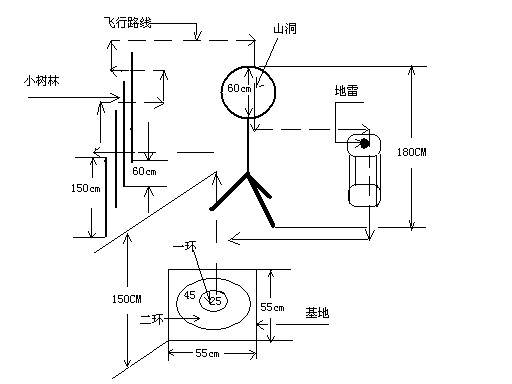 飞行路线
山洞
小树林
60cm
地雷
180CM
60cm
150cm
一环
150CM
45
25
二环
55cm
基地
55cm